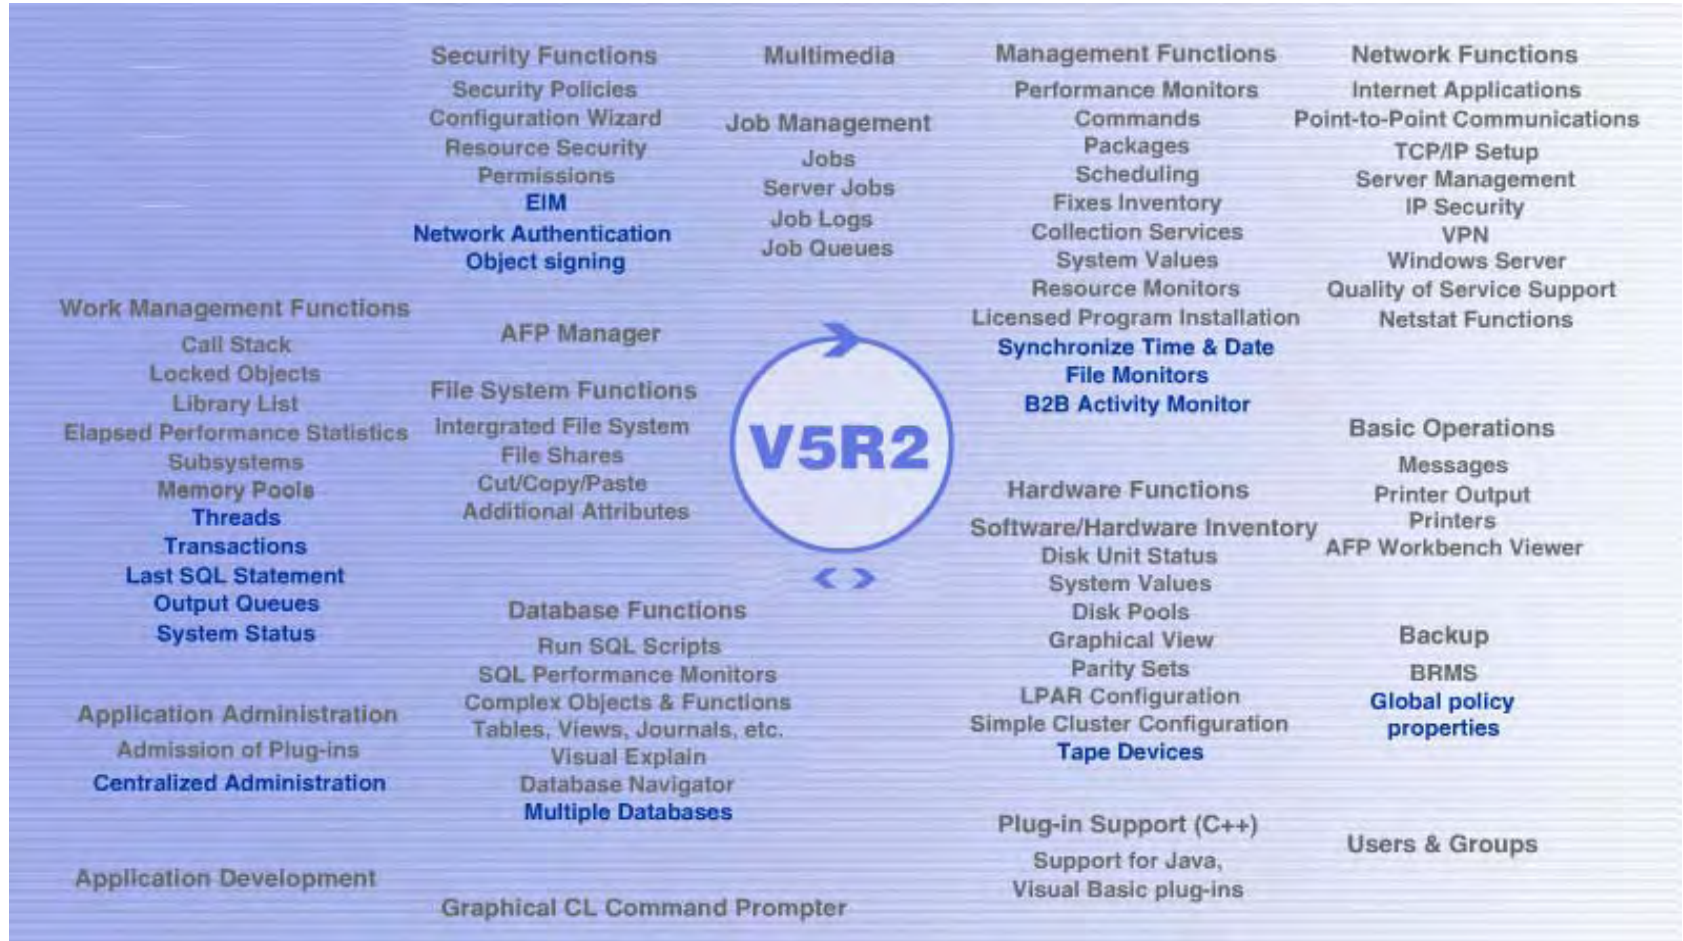 Security Functions
Security Policies
Configuration Wizard
Resource Security
Permissions
EIM
Network Authentication
Object signing
Multimedia
Job Management
Jobs
Server Jobs
Job Logs
Job Queues
Management Functions
Performance Monitors
Commands
Packages
Scheduling
Fixes Inventory
Collection Services
System Values
Resource Monitors
Licensed Program Installation
Synchronize Time & Date
File Monitors
B2B Activity Monitor
Network Functions
Internet Applications
Point-to-Point Communications
TCP/IP Setup
Server Management
IP Security
VPN
Windows Server
Quality of Service Support
Netstat Functions
Work Management Functions
Call Stack
Locked Objects
Library List
Elapsed Performance Statistics
Subsystems
Memory Pools
Threads
Transactions
Last SQL Statement
Output Queues
System Status
AFP Manager
File System Functions
Intergrated File System
File Shares
Cut/Copy/Paste
Additional Attributes
V5R2
Hardware Functions
Software/Hardware Inventory
Disk Unit Status
System Values
Disk Pools
Graphical View
Parity Sets
LPAR Configuration
Simple Cluster Configuration
Tape Devices
Basic Operations
Messages
Printer Output
Printers
AFP Workbench Viewer
Database Functions
Run SQL Scripts
SQL Performance Monitors
Complex Objects & Functions
Tables, Views, Journals, etc.
Visual Explain
Database Navigator
Multiple Databases
Backup
BRMS
Global policy
properties
Application Administration
Admission of Plug-ins
Centralized Administration
Plug-in Support (C++)
Support for Java,
Visual Basic plug-ins
Users & Groups
Application Development
Graphical CL Command Prompter